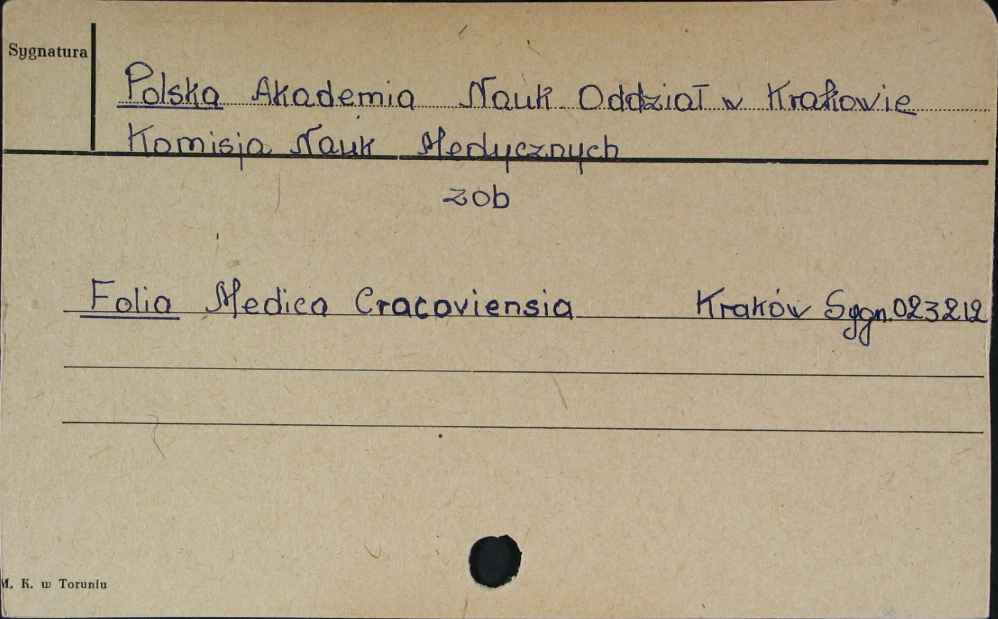 Sygnatura
Polska Akademia Nauk Oddział w Krakowie
Komisja Nauk Medycznych
zob
Folia Medica Cracoviensia Kraków Sygn. 023212
M. K. w Toruniu